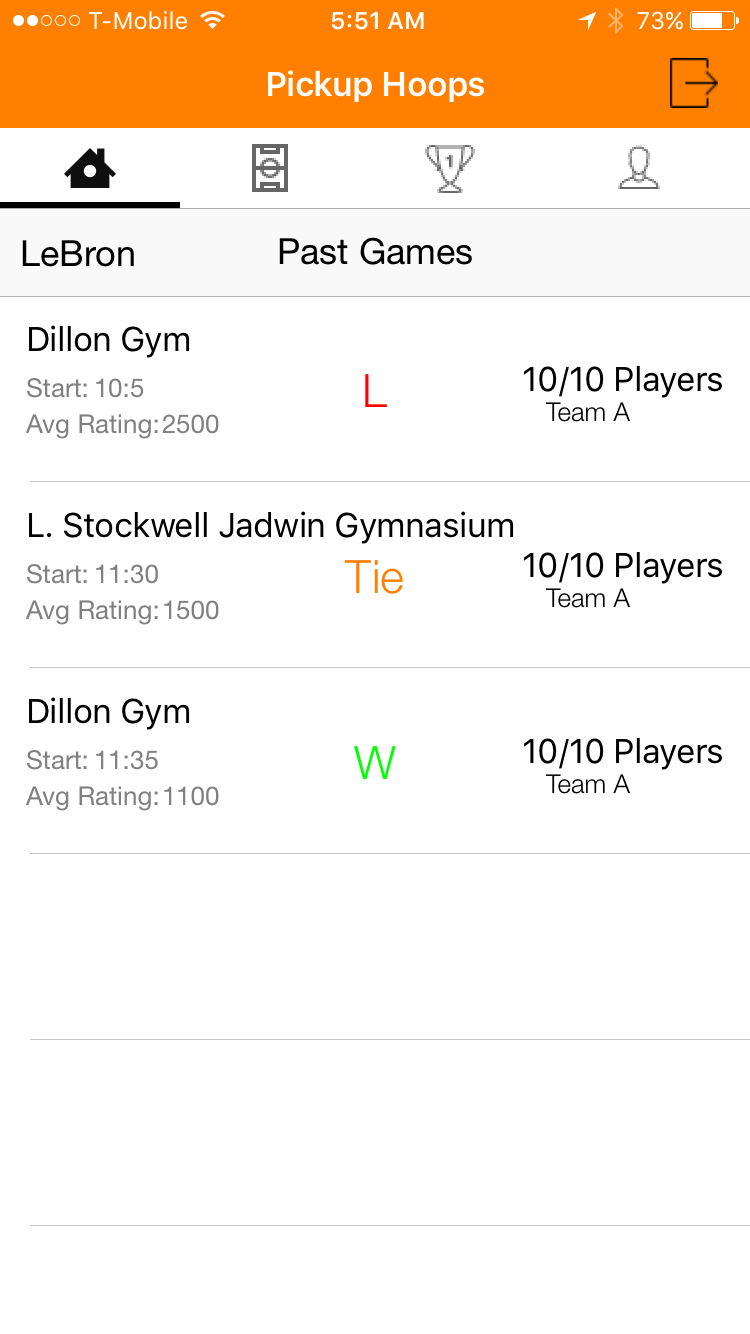 T-Mobile 5:51 AM 73%
Pickup Hoops
1
LeBron Past Games
Dillon Gym
Start: 10:5
Avg Rating:2500
L
10/10 Players
Team A
L. Stockwell Jadwin Gymnasium
Start: 11:30
Avg Rating:1500
Tie
10/10 Players
Team A
Dillon Gym
Start: 11:35
Avg Rating:1100
W
10/10 Players
Team A